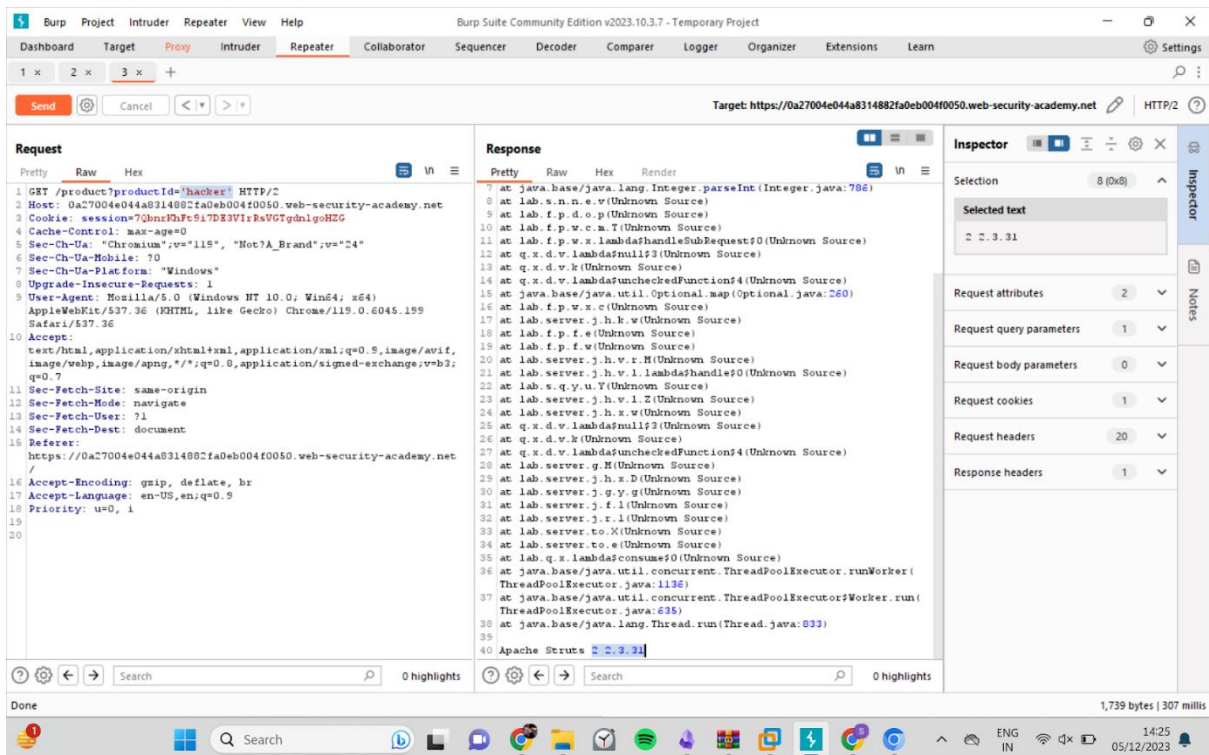 Burp Project Intruder Repeater View Help Burp Suite Community Edition v2023.10.3.7 - Temporary Project
Dashboard Target Proxy Intruder Repeater Collaborator Sequencer Decoder Comparer Logger Organizer Extensions Learn Settings
1 × 2 × 3 × +
Send Cancel < > Target: https://0a27004e044a8314882fa0eb004f0050.web-security-academy.net HTTP/2
Request
Pretty Raw Hex
1 GET /product?productId='hacker' HTTP/2
2 Host: 0a27004e044a8314882fa0eb004f0050.web-security-academy.net
3 Cookie: session=7QbnrKhFt9i7DE3VIrRsVGTgdnlgoHZG
4 Cache-Control: max-age=0
5 Sec-Ch-Ua: "Chromium";v="119", "Not?A_Brand";v="24"
6 Sec-Ch-Ua-Mobile: ?0
7 Sec-Ch-Ua-Platform: "Windows"
8 Upgrade-Insecure-Requests: 1
9 User-Agent: Mozilla/5.0 (Windows NT 10.0; Win64; x64)
AppleWebKit/537.36 (KHTML, like Gecko) Chrome/119.0.6045.199
Safari/537.36
10 Accept:
text/html,application/xhtml+xml,application/xml;q=0.9,image/avif,
image/webp,image/apng,*/*;q=0.8,application/signed-exchange;v=b3;
q=0.7
11 Sec-Fetch-Site: same-origin
12 Sec-Fetch-Mode: navigate
13 Sec-Fetch-User: ?1
14 Sec-Fetch-Dest: document
15 Referer:
https://0a27004e044a8314882fa0eb004f0050.web-security-academy.net
/
16 Accept-Encoding: gzip, deflate, br
17 Accept-Language: en-US,en;q=0.9
18 Priority: u=0, i
19
20
Search 0 highlights
Response
Pretty Raw Hex Render
7 at java.base/java.lang.Integer.parseInt(Integer.java:786)
8 at lab.s.n.n.e.v(Unknown Source)
9 at lab.f.p.d.o.p(Unknown Source)
10 at lab.f.p.w.c.m.T(Unknown Source)
11 at lab.f.p.w.x.lambda$handleSubRequest$0(Unknown Source)
12 at q.x.d.v.lambda$null$3(Unknown Source)
13 at q.x.d.v.k(Unknown Source)
14 at q.x.d.v.lambda$uncheckedFunction$4(Unknown Source)
15 at java.base/java.util.Optional.map(Optional.java:260)
16 at lab.f.p.w.x.c(Unknown Source)
17 at lab.server.j.h.k.w(Unknown Source)
18 at lab.f.p.f.e(Unknown Source)
19 at lab.f.p.f.w(Unknown Source)
20 at lab.server.j.h.v.r.M(Unknown Source)
21 at lab.server.j.h.v.l.lambda$handle$0(Unknown Source)
22 at lab.s.q.y.u.Y(Unknown Source)
23 at lab.server.j.h.v.l.Z(Unknown Source)
24 at lab.server.j.h.x.w(Unknown Source)
25 at q.x.d.v.lambda$null$3(Unknown Source)
26 at q.x.d.v.k(Unknown Source)
27 at q.x.d.v.lambda$uncheckedFunction$4(Unknown Source)
28 at lab.server.g.M(Unknown Source)
29 at lab.server.j.h.x.D(Unknown Source)
30 at lab.server.j.g.y.g(Unknown Source)
31 at lab.server.j.f.l(Unknown Source)
32 at lab.server.j.r.l(Unknown Source)
33 at lab.server.to.X(Unknown Source)
34 at lab.server.to.e(Unknown Source)
35 at lab.q.x.lambda$consume$0(Unknown Source)
36 at java.base/java.util.concurrent.ThreadPoolExecutor.runWorker(
ThreadPoolExecutor.java:1136)
37 at java.base/java.util.concurrent.ThreadPoolExecutor$Worker.run(
ThreadPoolExecutor.java:635)
38 at java.base/java.lang.Thread.run(Thread.java:833)
39
40 Apache Struts 2 2.3.31
Search 0 highlights
Inspector
Selection 8 (0x8)
Selected text
2 2.3.31
Request attributes 2
Request query parameters 1
Request body parameters 0
Request cookies 1
Request headers 20
Response headers 1
Inspector
Notes
Done 1,739 bytes | 307 millis
1 Search ENG IN 14:25 05/12/2023